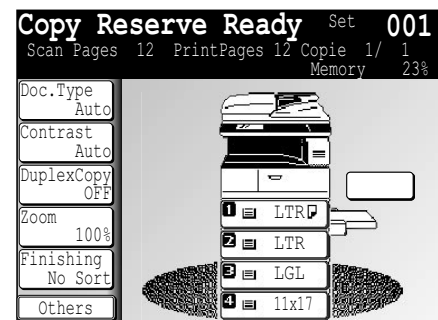 Copy Reserve Ready Set 001
Scan Pages 12 PrintPages 12 Copie 1/ 1
Memory 23%
Doc.Type
Auto
Contrast
Auto
DuplexCopy
OFF
Zoom
100%
Finishing
No Sort
Others
1 LTR
2 LTR
3 LGL
4 11x17